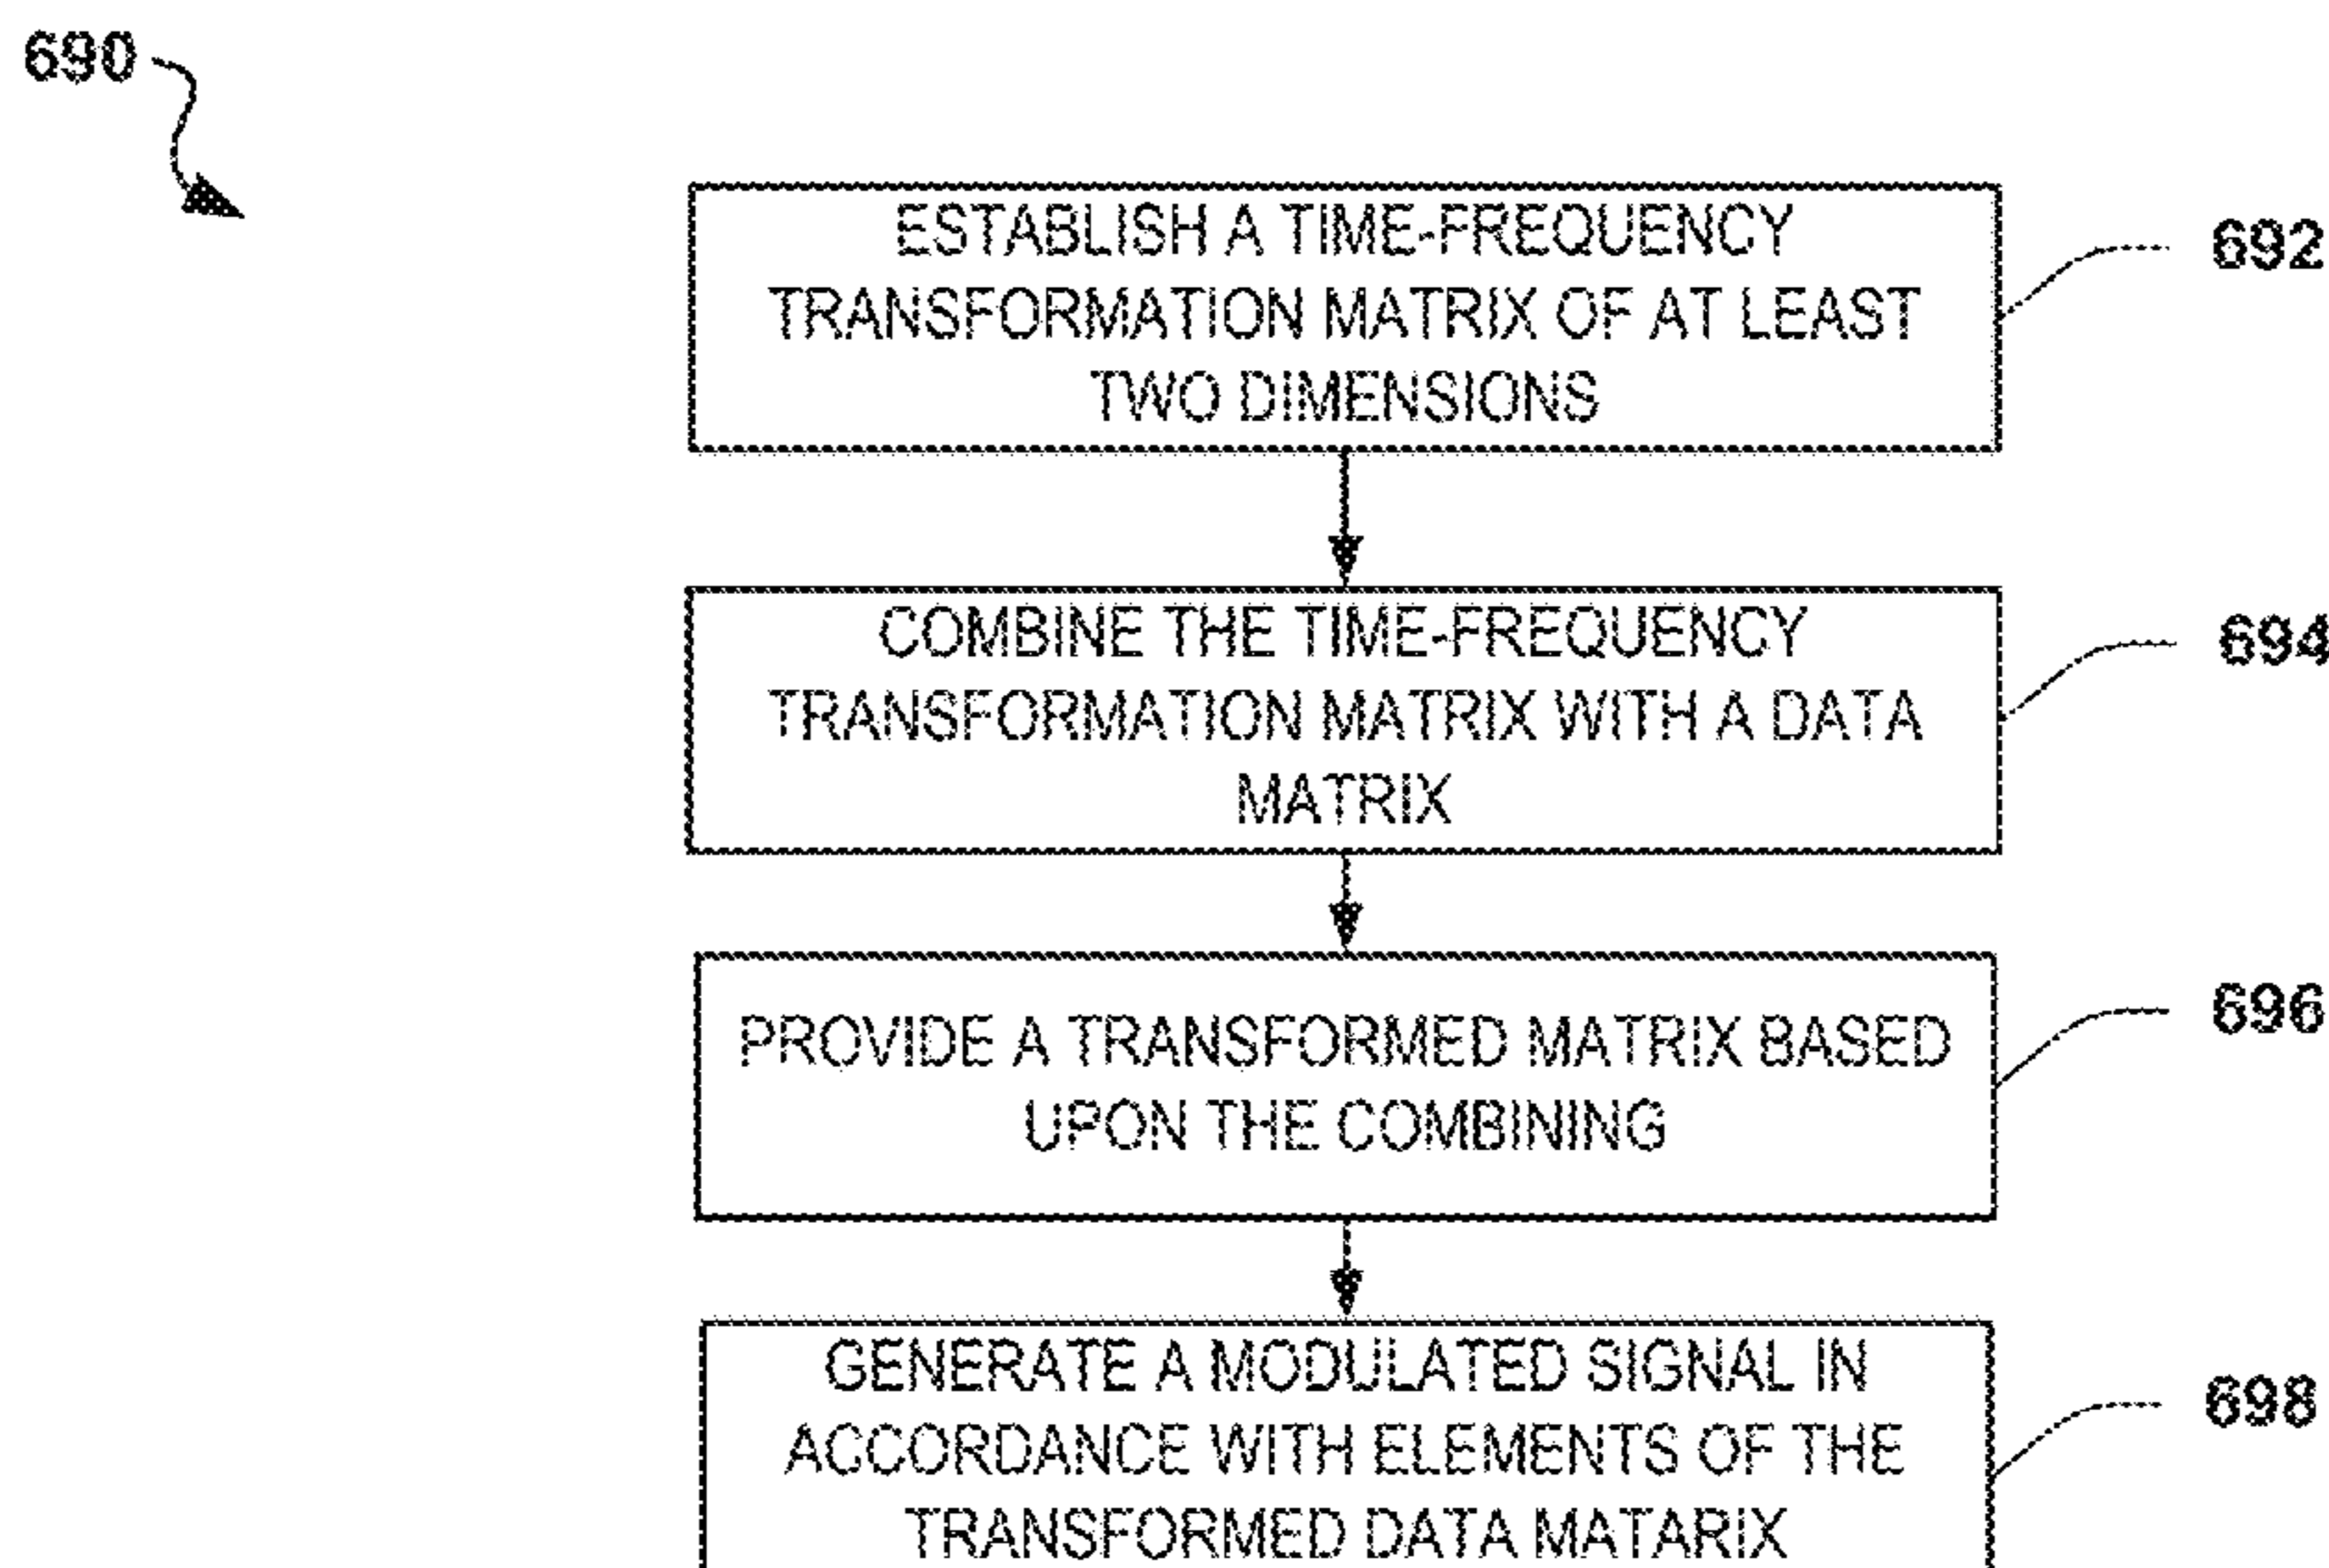 690
ESTABLISH A TIME-FREQUENCY
TRANSFORMATION MATRIX OF AT LEAST
TWO DIMENSIONS
692
COMBINE THE TIME-FREQUENCY
TRANSFORMATION MATRIX WITH A DATA
MATRIX
694
PROVIDE A TRANSFORMED MATRIX BASED
UPON THE COMBINING
696
GENERATE A MODULATED SIGNAL IN
ACCORDANCE WITH ELEMENTS OF THE
TRANSFORMED DATA MATARIX
698